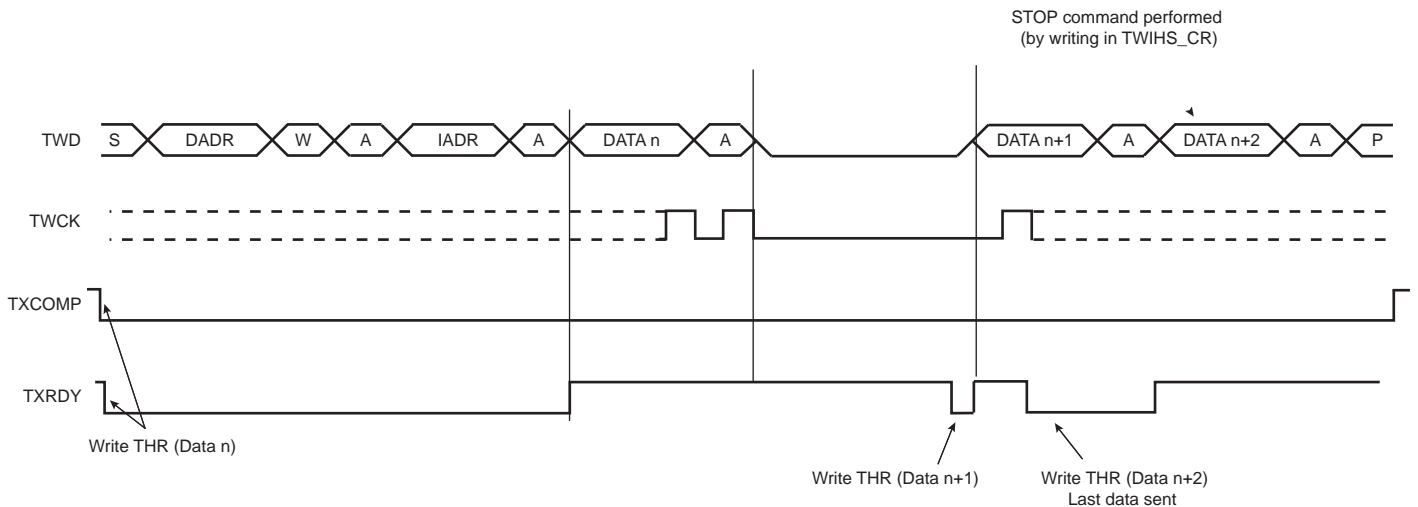 STOP command performed
(by writing in TWIHS_CR)
TWD S DADR W A IADR A DATA n A DATA n+1 A DATA n+2 A P
TWCK
TXCOMP
TXRDY
Write THR (Data n)
Write THR (Data n+1)
Write THR (Data n+2)
Last data sent